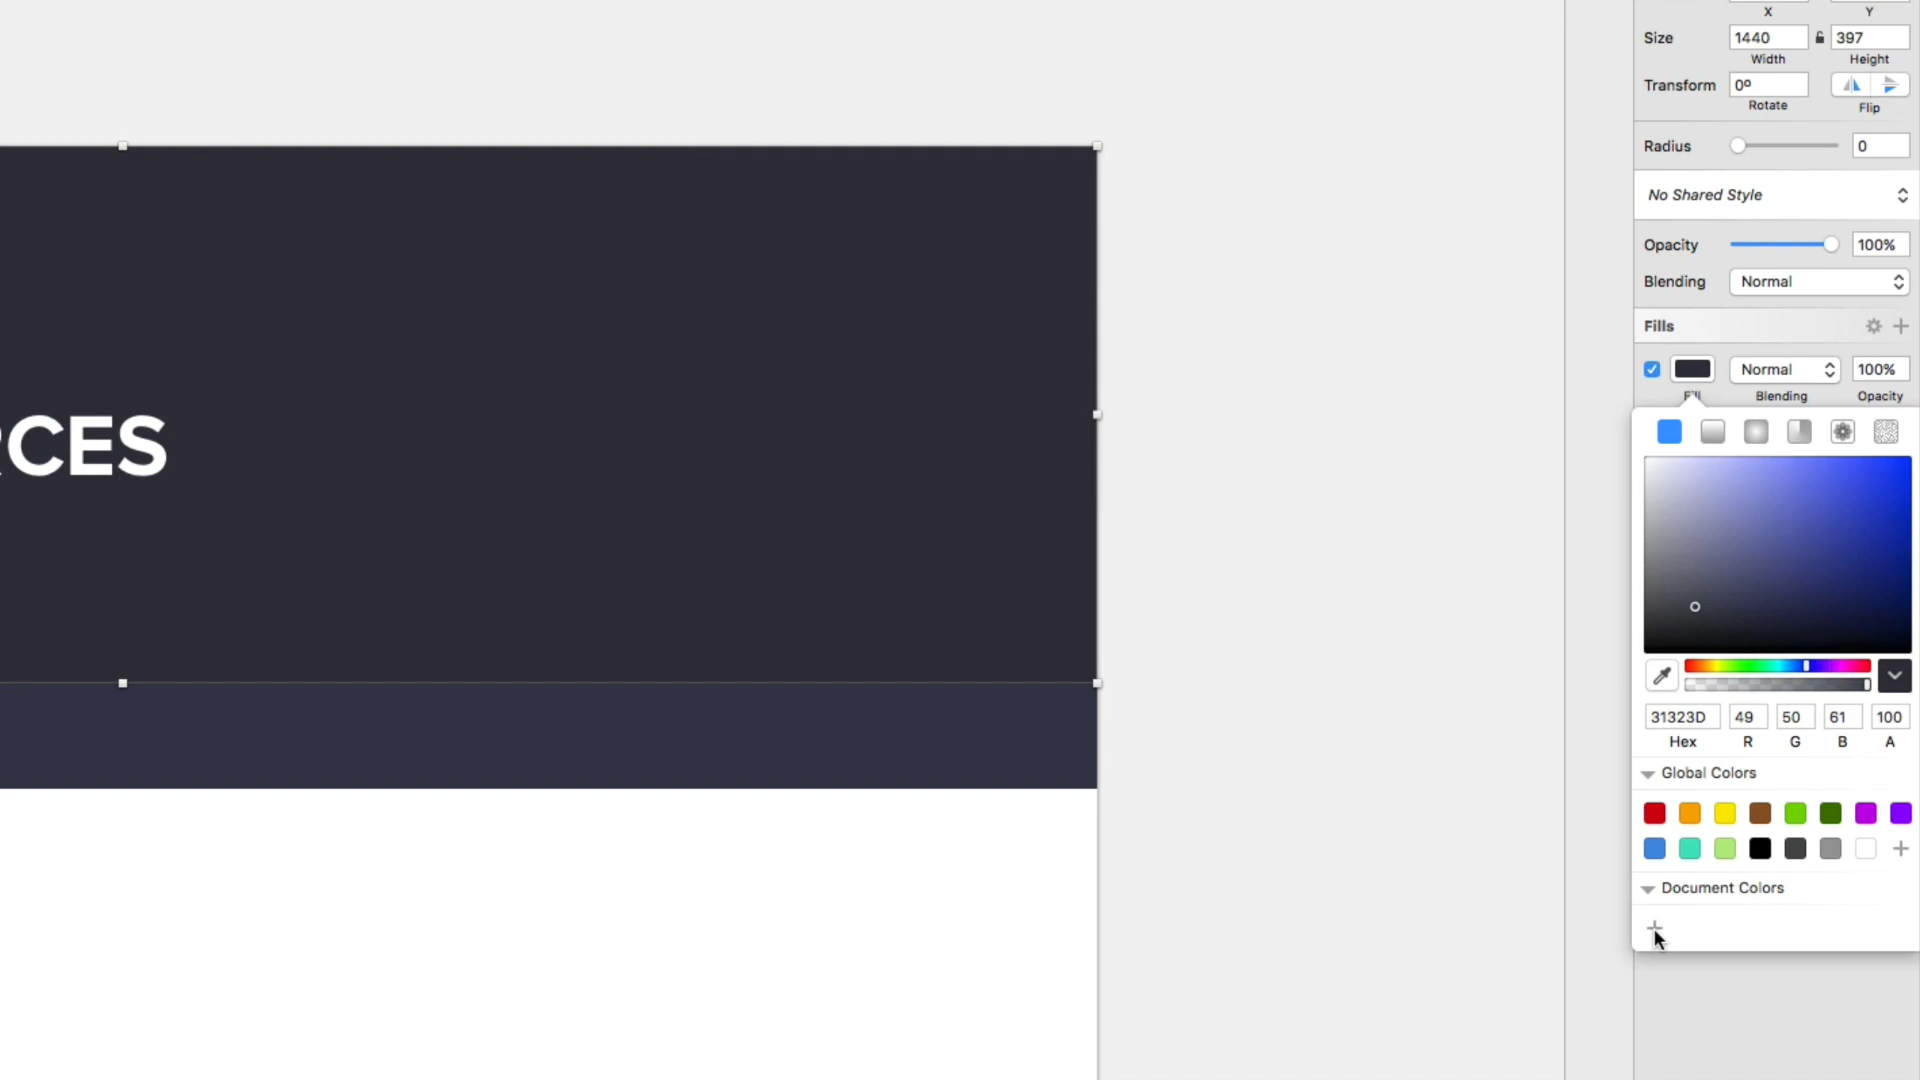 X Y
Size 1440 397
Width Height
Transform 0º
Rotate Flip
Radius 0
No Shared Style
Opacity 100%
Blending Normal
Fills
Normal 100%
Fill Blending Opacity
RCES
31323D 49 50 61 100
Hex R G B A
Global Colors
Document Colors